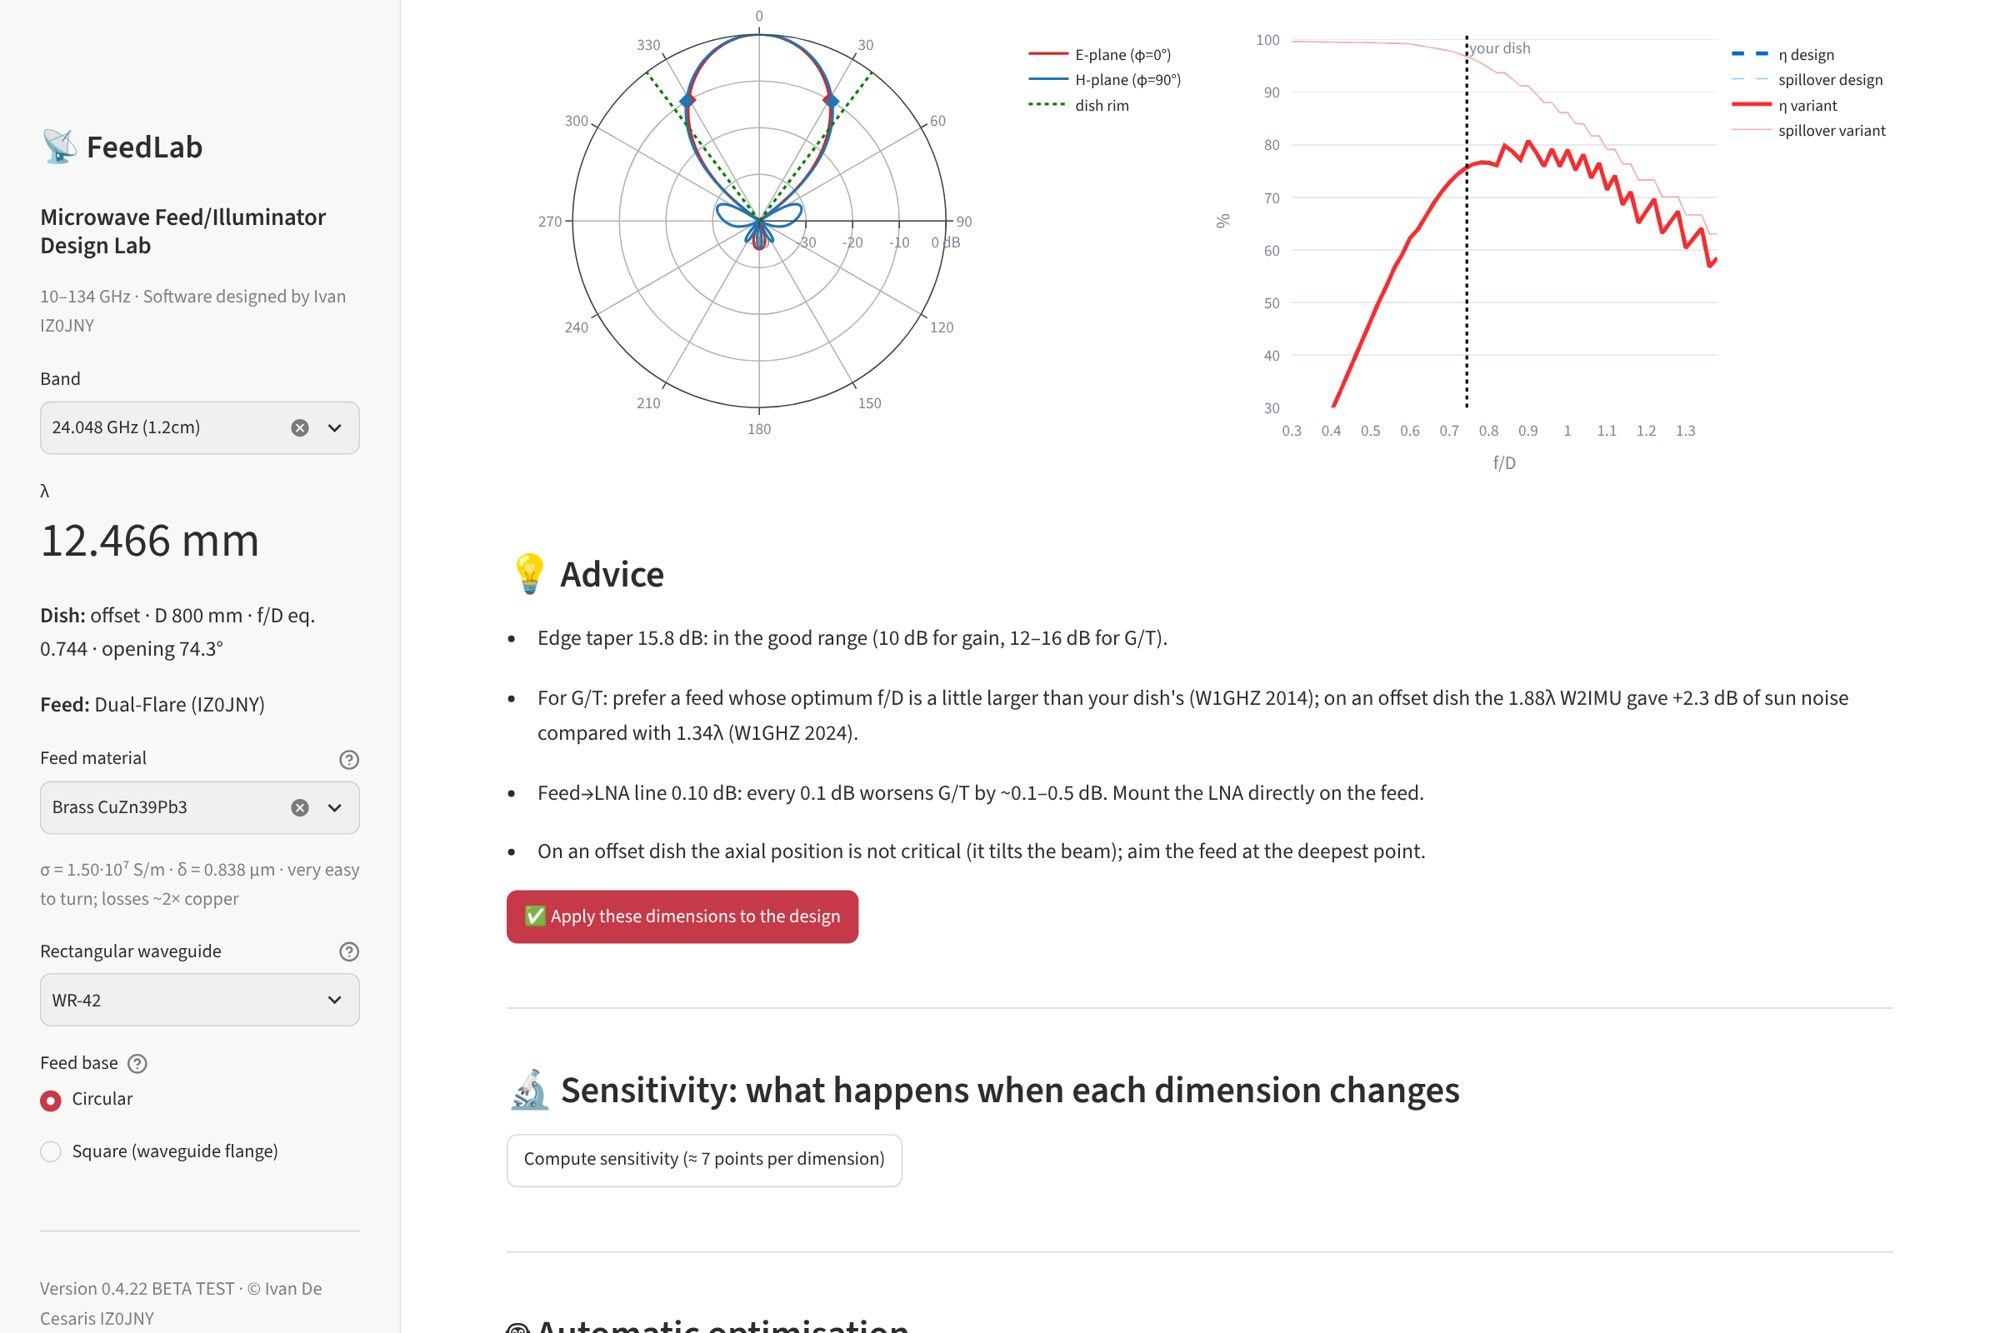 📡 FeedLab
Microwave Feed/Illuminator
Design Lab
10–134 GHz · Software designed by Ivan
IZ0JNY
Band
24.048 GHz (1.2cm)
λ
12.466 mm
Dish: offset · D 800 mm · f/D eq.
0.744 · opening 74.3°
Feed: Dual-Flare (IZ0JNY)
Feed material
Brass CuZn39Pb3
σ = 1.50·10⁷ S/m · δ = 0.838 µm · very easy
to turn; losses ~2× copper
Rectangular waveguide
WR-42
Feed base
Circular
Square (waveguide flange)
Version 0.4.22 BETA TEST · © Ivan De
Cesaris IZ0JNY
0
30
60
90
120
150
180
210
240
270
300
330
-30
-20
-10
0 dB
E-plane (ϕ=0°)
H-plane (ϕ=90°)
dish rim
100
90
80
70
60
50
40
30
%
your dish
0.3
0.4
0.5
0.6
0.7
0.8
0.9
1
1.1
1.2
1.3
f/D
η design
spillover design
η variant
spillover variant
💡 Advice
• Edge taper 15.8 dB: in the good range (10 dB for gain, 12–16 dB for G/T).
• For G/T: prefer a feed whose optimum f/D is a little larger than your dish's (W1GHZ 2014); on an offset dish the 1.88λ W2IMU gave +2.3 dB of sun noise
compared with 1.34λ (W1GHZ 2024).
• Feed→LNA line 0.10 dB: every 0.1 dB worsens G/T by ~0.1–0.5 dB. Mount the LNA directly on the feed.
• On an offset dish the axial position is not critical (it tilts the beam); aim the feed at the deepest point.
✅ Apply these dimensions to the design
🔬 Sensitivity: what happens when each dimension changes
Compute sensitivity (≈ 7 points per dimension)
Automatic optimisation